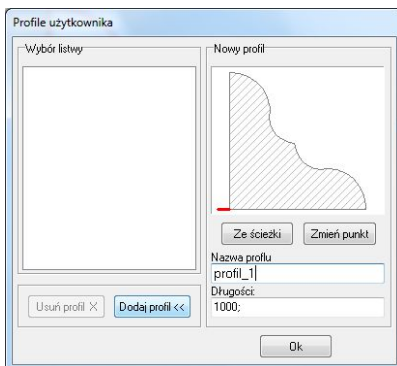 Profile użytkownika
Wybór listwy
Nowy profil
Ze ścieżki
Zmień punkt
Nazwa proflu
profil_1
Długości:
1000;
Usuń profil X
Dodaj profil <<
Ok